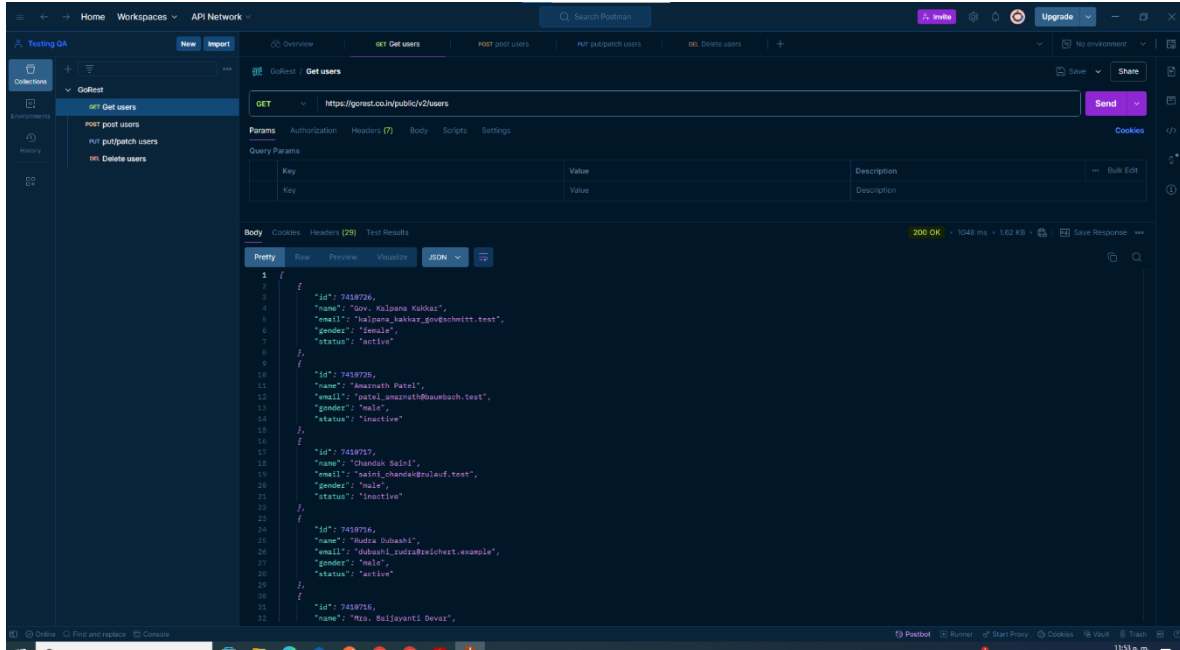 Home Workspaces API Network Search Postman Invite Upgrade
Testing QA New Import Overview GET Get users POST post users PUT put/patch users DEL Delete users No environment
Collections
Environments
History
GoRest
GET Get users
POST post users
PUT put/patch users
DEL Delete users
GoRest / Get users Save Share
GET https://gorest.co.in/public/v2/users Send
Params Authorization Headers (7) Body Scripts Settings Cookies
Query Params
Key Value Description Bulk Edit
Key Value Description
Body Cookies Headers (29) Test Results 200 OK • 1048 ms • 1.62 KB • Save Response
Pretty Raw Preview Visualize JSON
1 [
2 {
3 "id": 7410726,
4 "name": "Gov. Kalpana Kakkar",
5 "email": "kalpana_kakkar_gov@schmitt.test",
6 "gender": "female",
7 "status": "active"
8 },
9 {
10 "id": 7410725,
11 "name": "Amarnath Patel",
12 "email": "patel_amarnath@baumbach.test",
13 "gender": "male",
14 "status": "inactive"
15 },
16 {
17 "id": 7410717,
18 "name": "Chandak Saini",
19 "email": "saini_chandak@zulauf.test",
20 "gender": "male",
21 "status": "inactive"
22 },
23 {
24 "id": 7410716,
25 "name": "Rudra Dubashi",
26 "email": "dubashi_rudra@reichert.example",
27 "gender": "male",
28 "status": "active"
29 },
30 {
31 "id": 7410715,
32 "name": "Mrs. Baijayanti Devar",
Online Find and replace Console Postbot Runner Start Proxy Cookies Vault Trash
11:53 p. m.